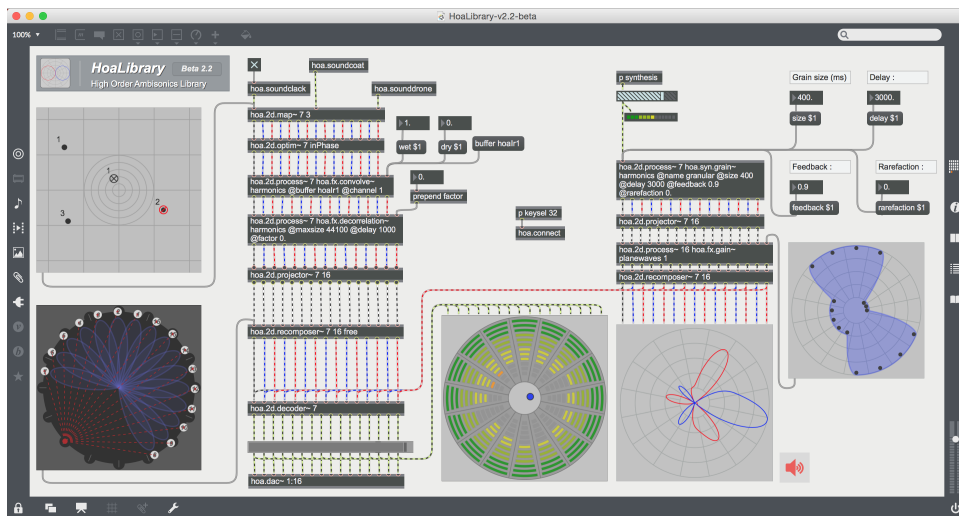 HoaLibrary-v2.2-beta
100%
HoaLibrary
Beta 2.2
High Order Ambisonics Library
hoa.soundcoat
hoa.soundclack
hoa.sounddrone
hoa.2d.map~ 7 3
hoa.2d.optim~ 7 inPhase
1.
0.
wet $1
dry $1
buffer hoaIr1
hoa.2d.process~ 7 hoa.fx.convolve~
harmonics @buffer hoaIr1 @channel 1
0.
prepend factor
hoa.2d.process~ 7 hoa.fx.decorrelation~
harmonics @maxsize 44100 @delay 1000
@factor 0.
hoa.2d.projector~ 7 16
hoa.2d.recomposer~ 7 16 free
hoa.2d.decoder~ 7
hoa.dac~ 1:16
1
1
2
3
p keysel 32
hoa.connect
p synthesis
Grain size (ms)
Delay :
400.
3000.
size $1
delay $1
hoa.2d.process~ 7 hoa.syn.grain~
harmonics @name granular @size 400
@delay 3000 @feedback 0.9
@rarefaction 0.
Feedback :
Rarefaction :
0.9
0.
feedback $1
rarefaction $1
hoa.2d.projector~ 7 16
hoa.2d.process~ 16 hoa.fx.gain~
planewaves 1
hoa.2d.recomposer~ 7 16